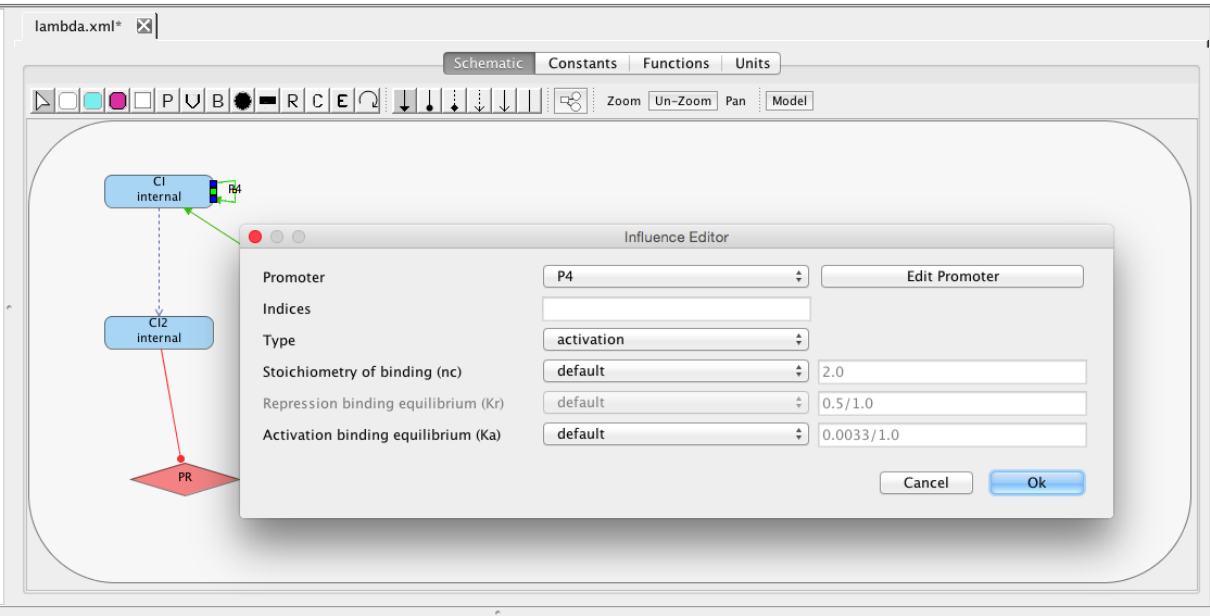 lambda.xml*
Schematic Constants Functions Units
P V B R C E Zoom Un-Zoom Pan Model
CI
internal
P4
CI2
internal
PR
Influence Editor
Promoter P4 Edit Promoter
Indices
Type activation
Stoichiometry of binding (nc) default 2.0
Repression binding equilibrium (Kr) default 0.5/1.0
Activation binding equilibrium (Ka) default 0.0033/1.0
Cancel Ok